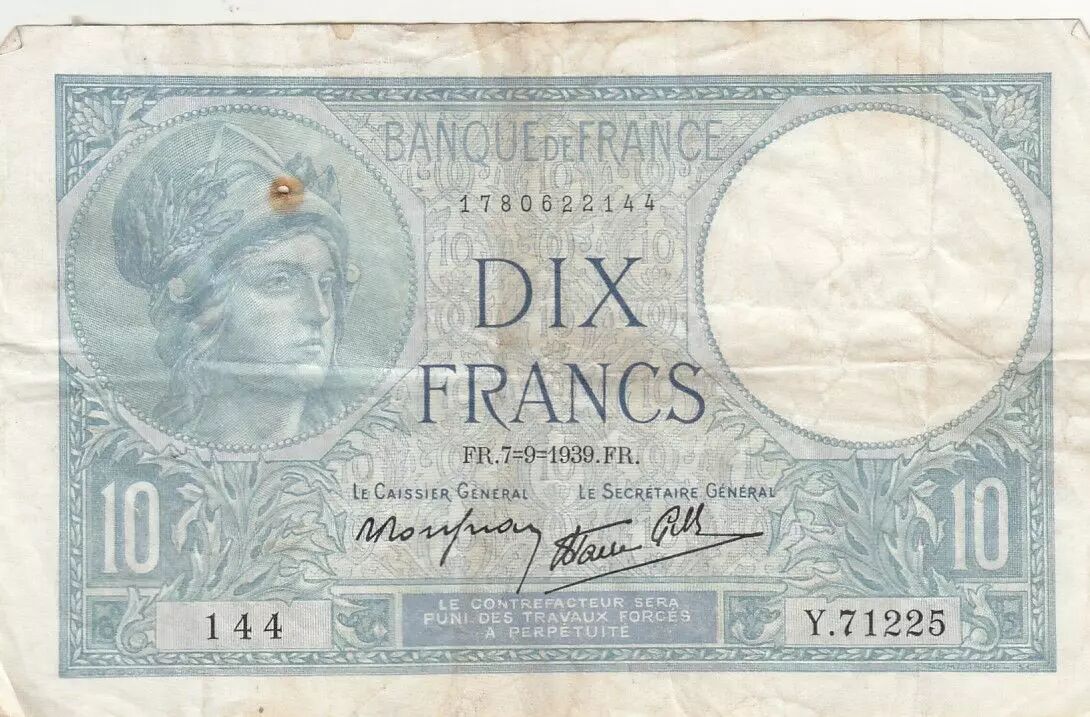 BANQUE DE FRANCE
1780622144
DIX
FRANCS
FR.7=9=1939.FR.
LE CAISSIER GÉNÉRAL LE SECRÉTAIRE GÉNÉRAL
10 10
LE CONTREFACTEUR SERA
PUNI DES TRAVAUX FORCÉS
À PERPÉTUITÉ
144 Y.71225